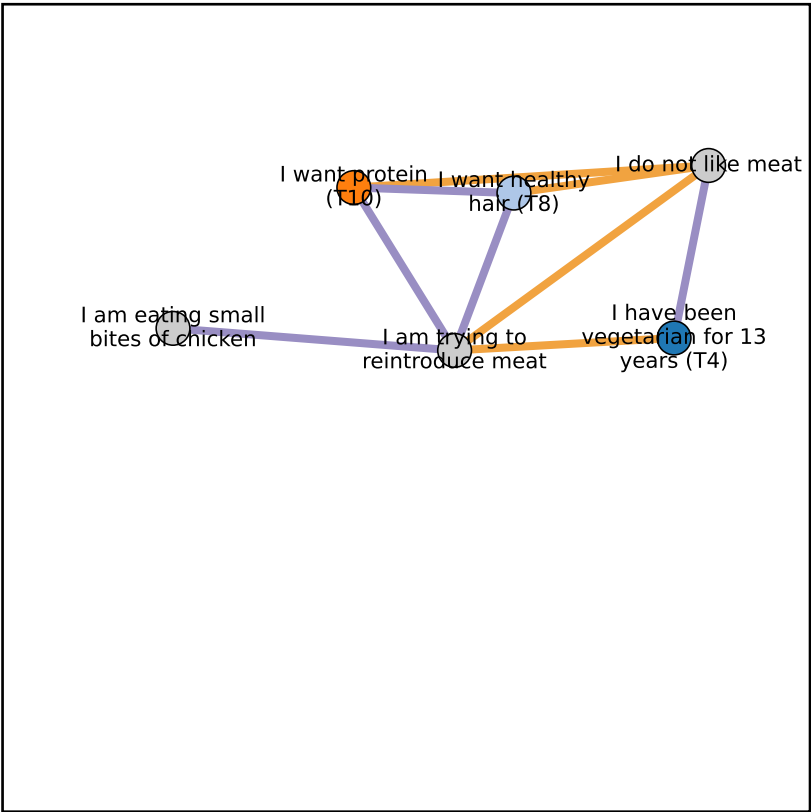 I want protein
(T10)
I want healthy
hair (T8)
I do not like meat
I am eating small
bites of chicken
I am trying to
reintroduce meat
I have been
vegetarian for 13
years (T4)